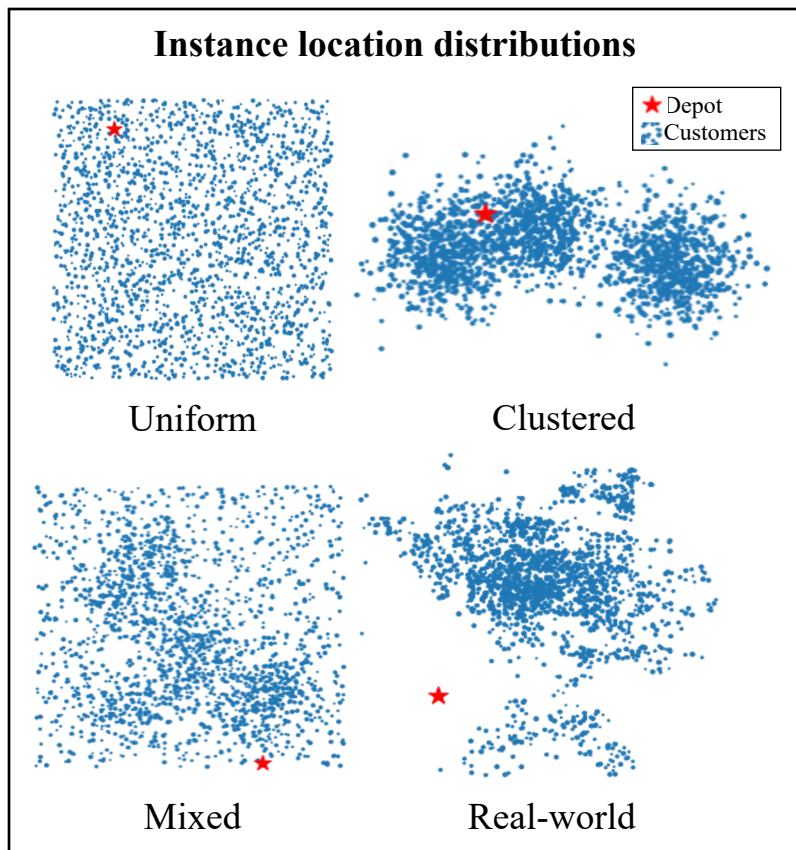 Instance location distributions
Depot
Customers
Uniform
Clustered
Mixed
Real-world